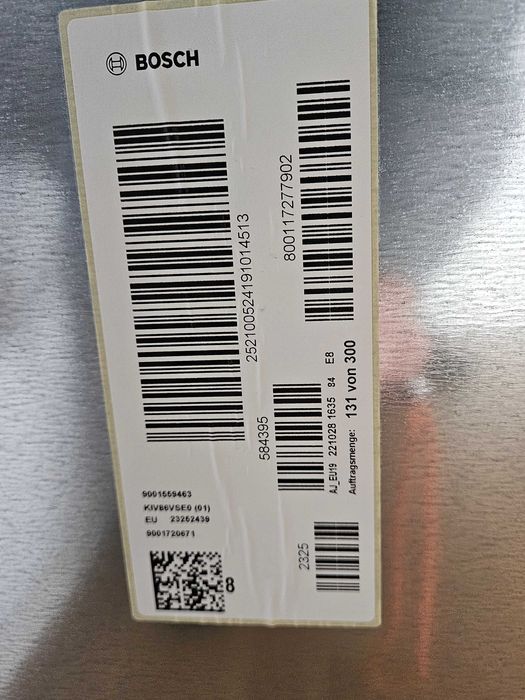 BOSCH
252100524191014513
800117277902
584395
AJ_EU19 221028 1635 84 E8
Auftragsmenge: 131 von 300
9001559463
KIV86VSE0 (01)
EU 23262439
9001720671
8
2325